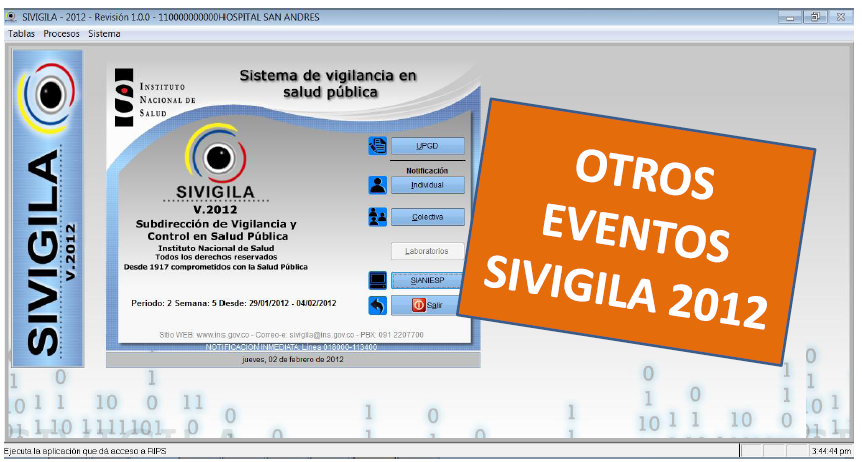 SIVIGILA - 2012 - Revisión 1.0.0 - 110000000000HOSPITAL SAN ANDRES
Tablas Procesos Sistema
SIVIGILA
V.2012
INSTITUTO
NACIONAL DE
SALUD
Sistema de vigilancia en
salud pública
SIVIGILA
V.2012
Subdirección de Vigilancia y
Control en Salud Pública
Instituto Nacional de Salud
Todos los derechos reservados
Desde 1917 comprometidos con la Salud Pública
Periodo: 2 Semana: 5 Desde: 29/01/2012 - 04/02/2012
UPGD
Notificación
Individual
Colectiva
Laboratorios
SIANIESP
Salir
Sitio WEB: www.ins.gov.co - Correo-e: sivigila@ins.gov.co - PBX: 091 2207700
NOTIFICACIÓN INMEDIATA: Línea 018000-113400
jueves, 02 de febrero de 2012
OTROS
EVENTOS
SIVIGILA 2012
Ejecuta la aplicación que dá acceso a RIPS
3:44:44 pm